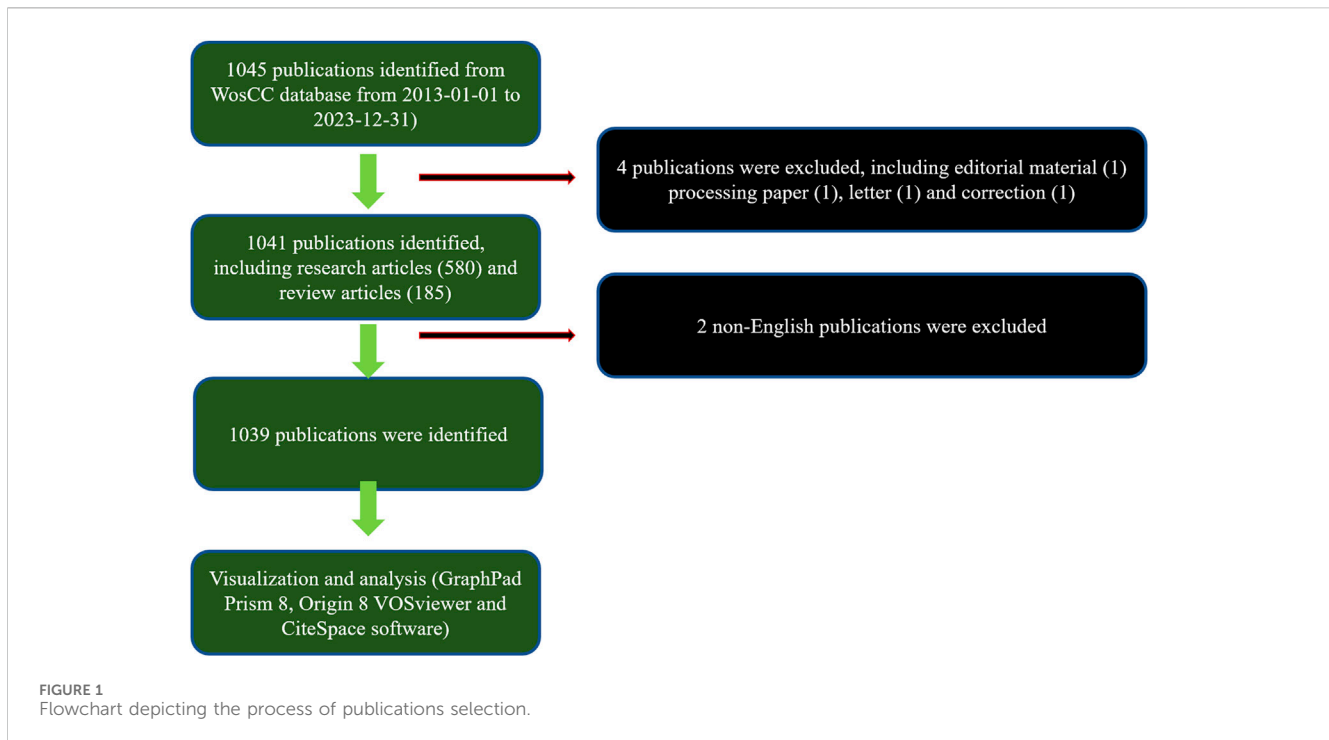 1045 publications identified from
WosCC database from 2013-01-01 to
2023-12-31)
4 publications were excluded, including editorial material (1)
processing paper (1), letter (1) and correction (1)
1041 publications identified,
including research articles (580) and
review articles (185)
2 non-English publications were excluded
1039 publications were identified
Visualization and analysis (GraphPad
Prism 8, Origin 8 VOSviewer and
CiteSpace software)
FIGURE 1
Flowchart depicting the process of publications selection.